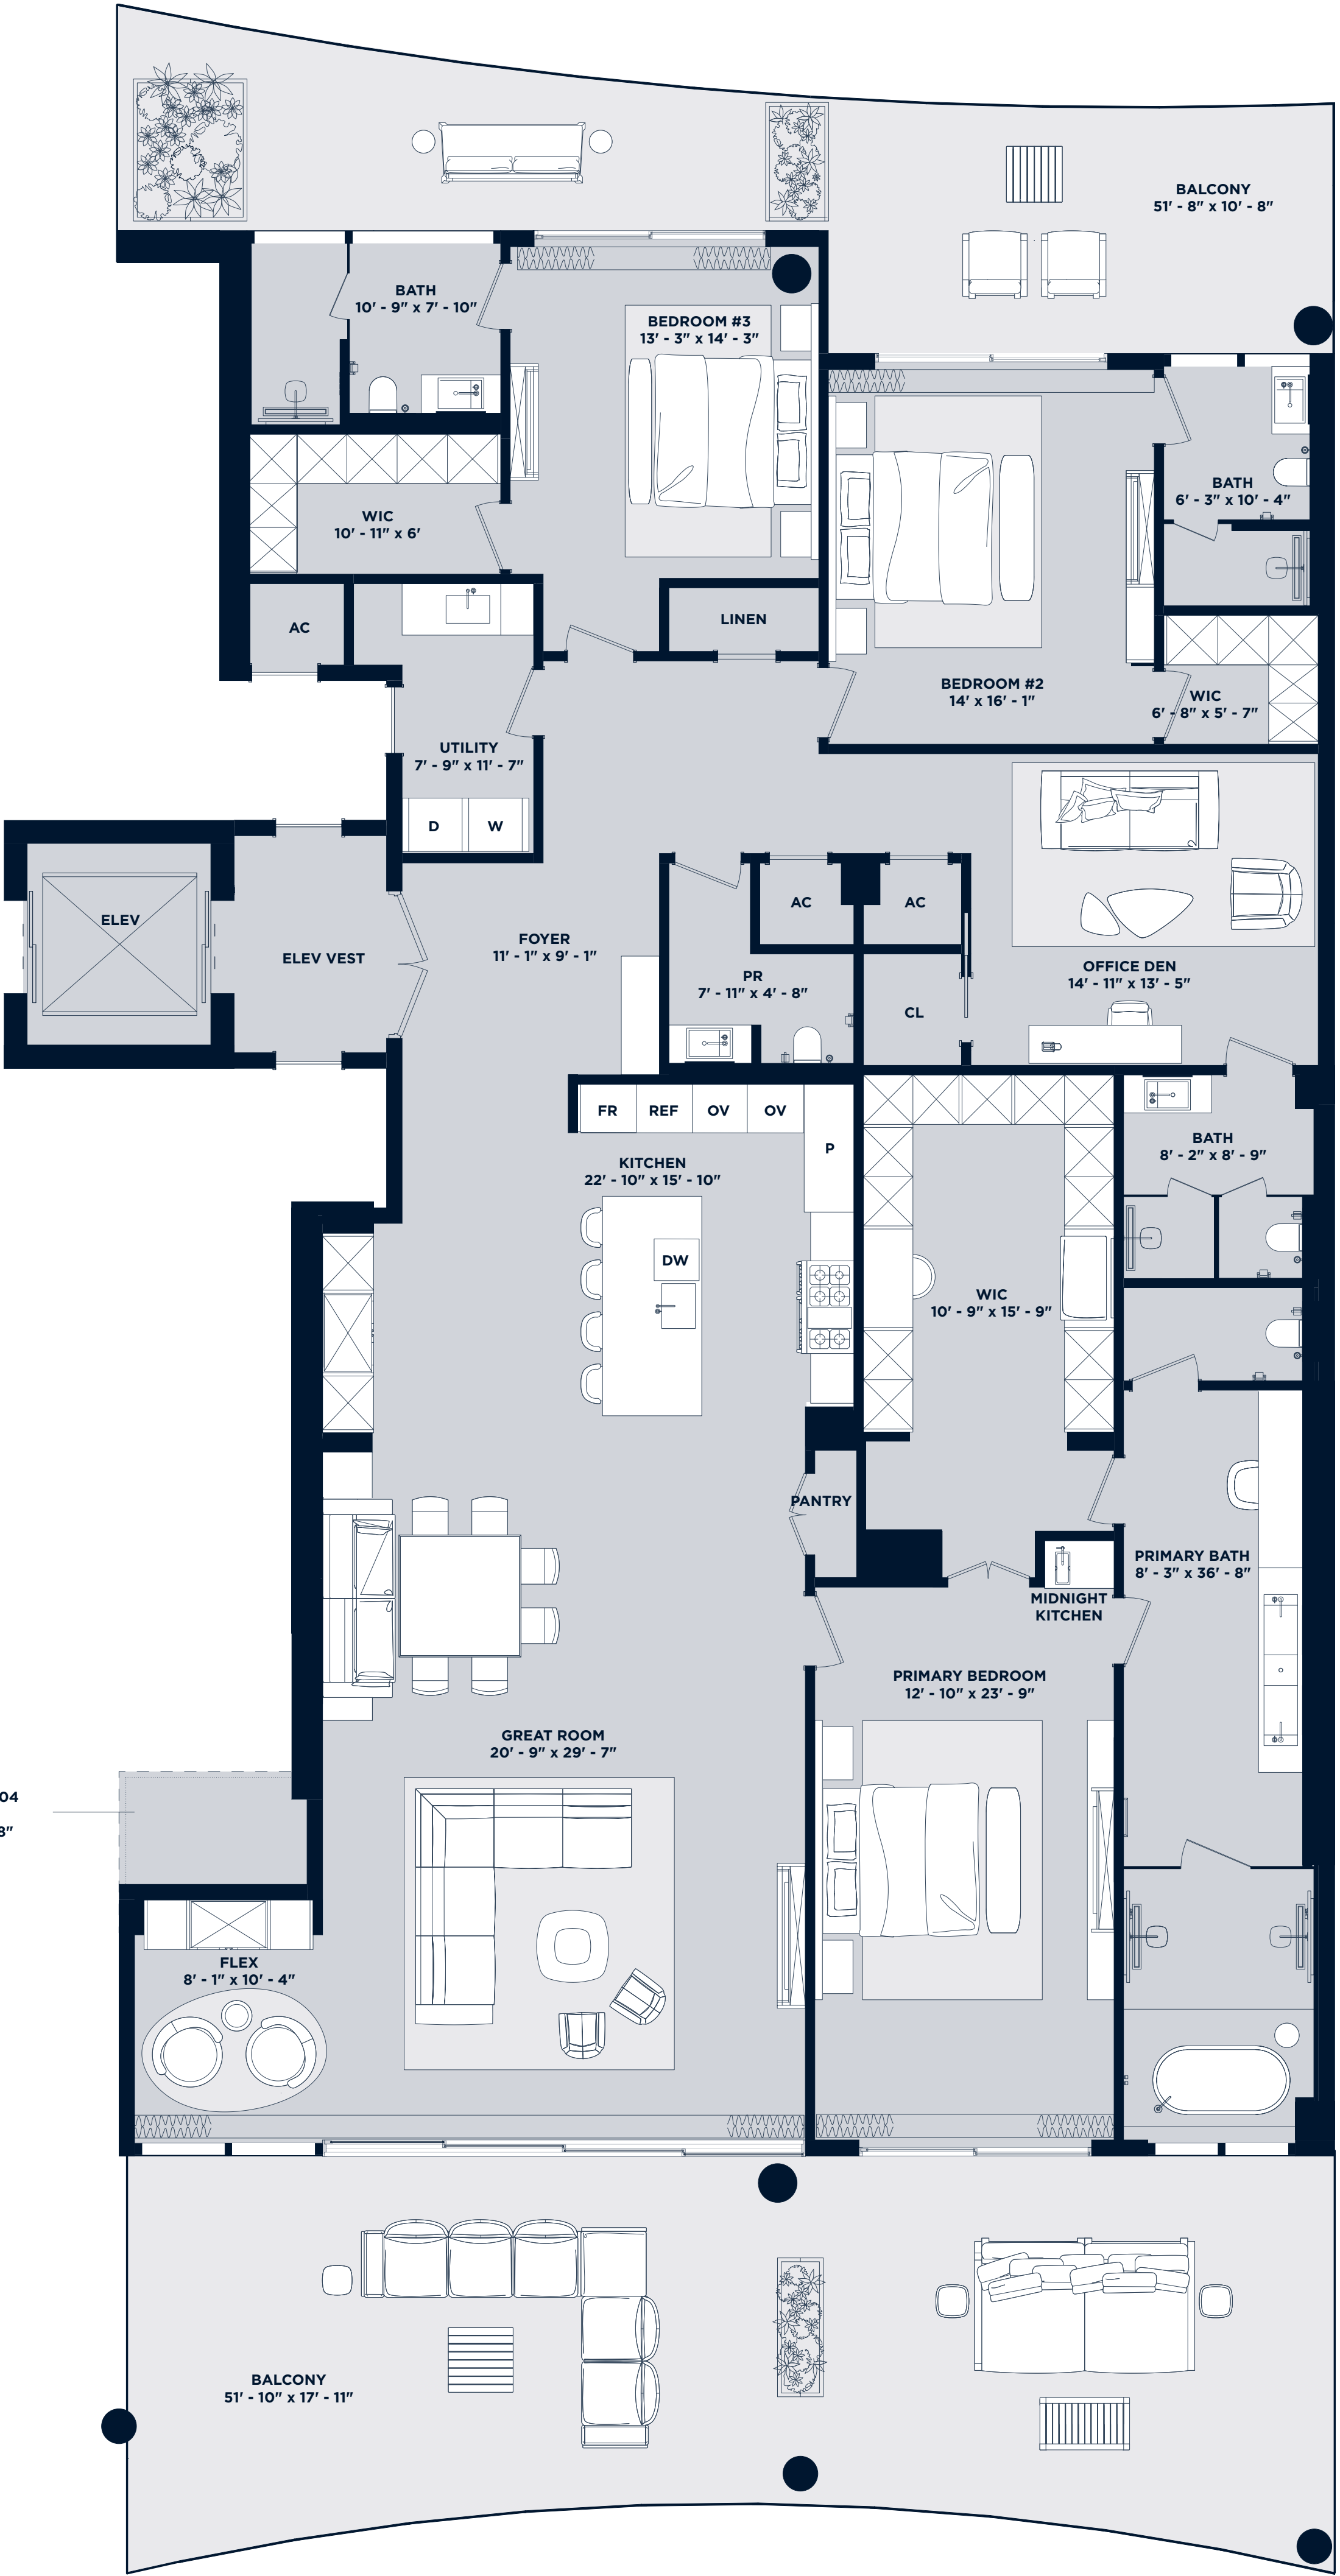 BALCONY
51' - 8" x 10' - 8"
BATH
10' - 9" x 7' - 10"
BEDROOM #3
13' - 3" x 14' - 3"
BATH
6' - 3" x 10' - 4"
WIC
10' - 11" x 6'
AC
LINEN
BEDROOM #2
14' x 16' - 1"
WIC
6' - 8" x 5' - 7"
UTILITY
7' - 9" x 11' - 7"
D
W
ELEV
ELEV VEST
FOYER
11' - 1" x 9' - 1"
AC
AC
PR
7' - 11" x 4' - 8"
CL
OFFICE DEN
14' - 11" x 13' - 5"
FR
REF
OV
OV
P
KITCHEN
22' - 10" x 15' - 10"
BATH
8' - 2" x 8' - 9"
DW
WIC
10' - 9" x 15' - 9"
PANTRY
PRIMARY BATH
8' - 3" x 36' - 8"
MIDNIGHT
KITCHEN
PRIMARY BEDROOM
12' - 10" x 23' - 9"
GREAT ROOM
20' - 9" x 29' - 7"
04
8"
FLEX
8' - 1" x 10' - 4"
BALCONY
51' - 10" x 17' - 11"